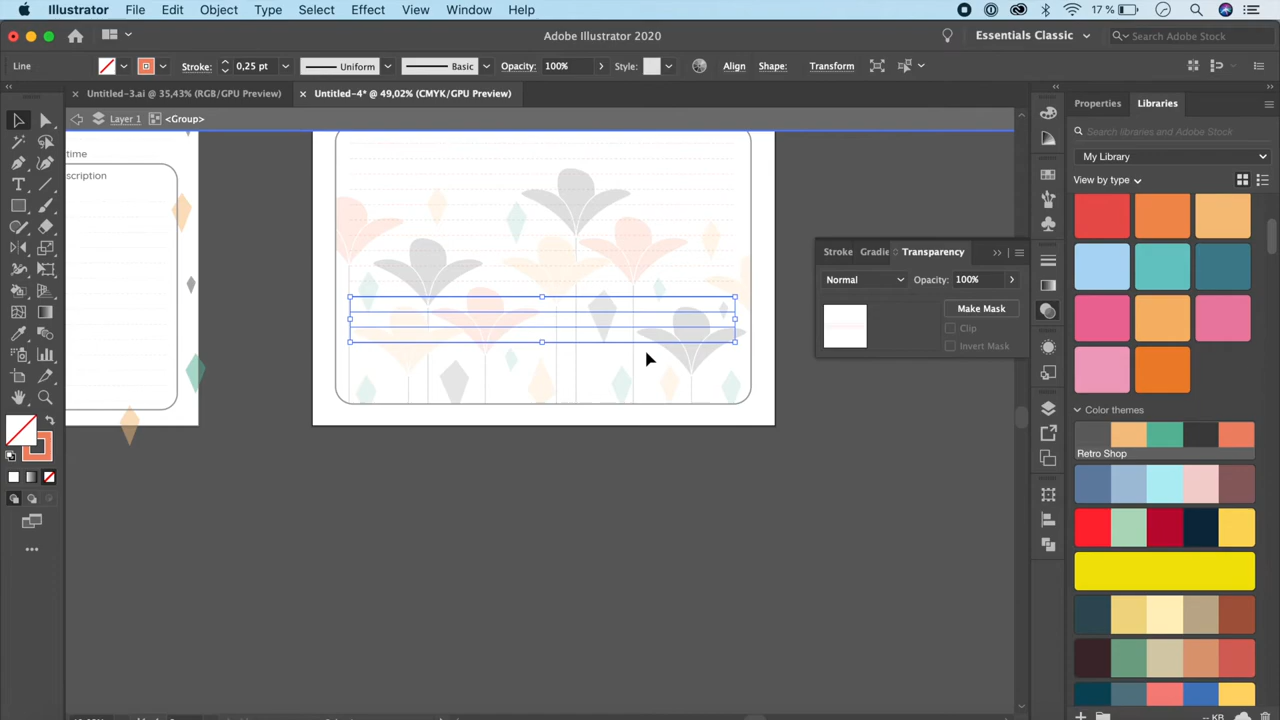 Illustrator File Edit Object Type Select Effect View Window Help 17 %
Adobe Illustrator 2020 Essentials Classic Search Adobe Stock
Line Stroke: 0,25 pt Uniform Basic Opacity: 100% Style: Align Shape: Transform
Untitled-3.ai @ 35,43% (RGB/GPU Preview) Untitled-4* @ 49,02% (CMYK/GPU Preview)
Layer 1 <Group>
time
scription
Stroke Gradie Transparency
Normal Opacity: 100%
Make Mask
Clip
Invert Mask
Properties Libraries
Search libraries and Adobe Stock
My Library
View by type
Color themes
Retro Shop
-- KB